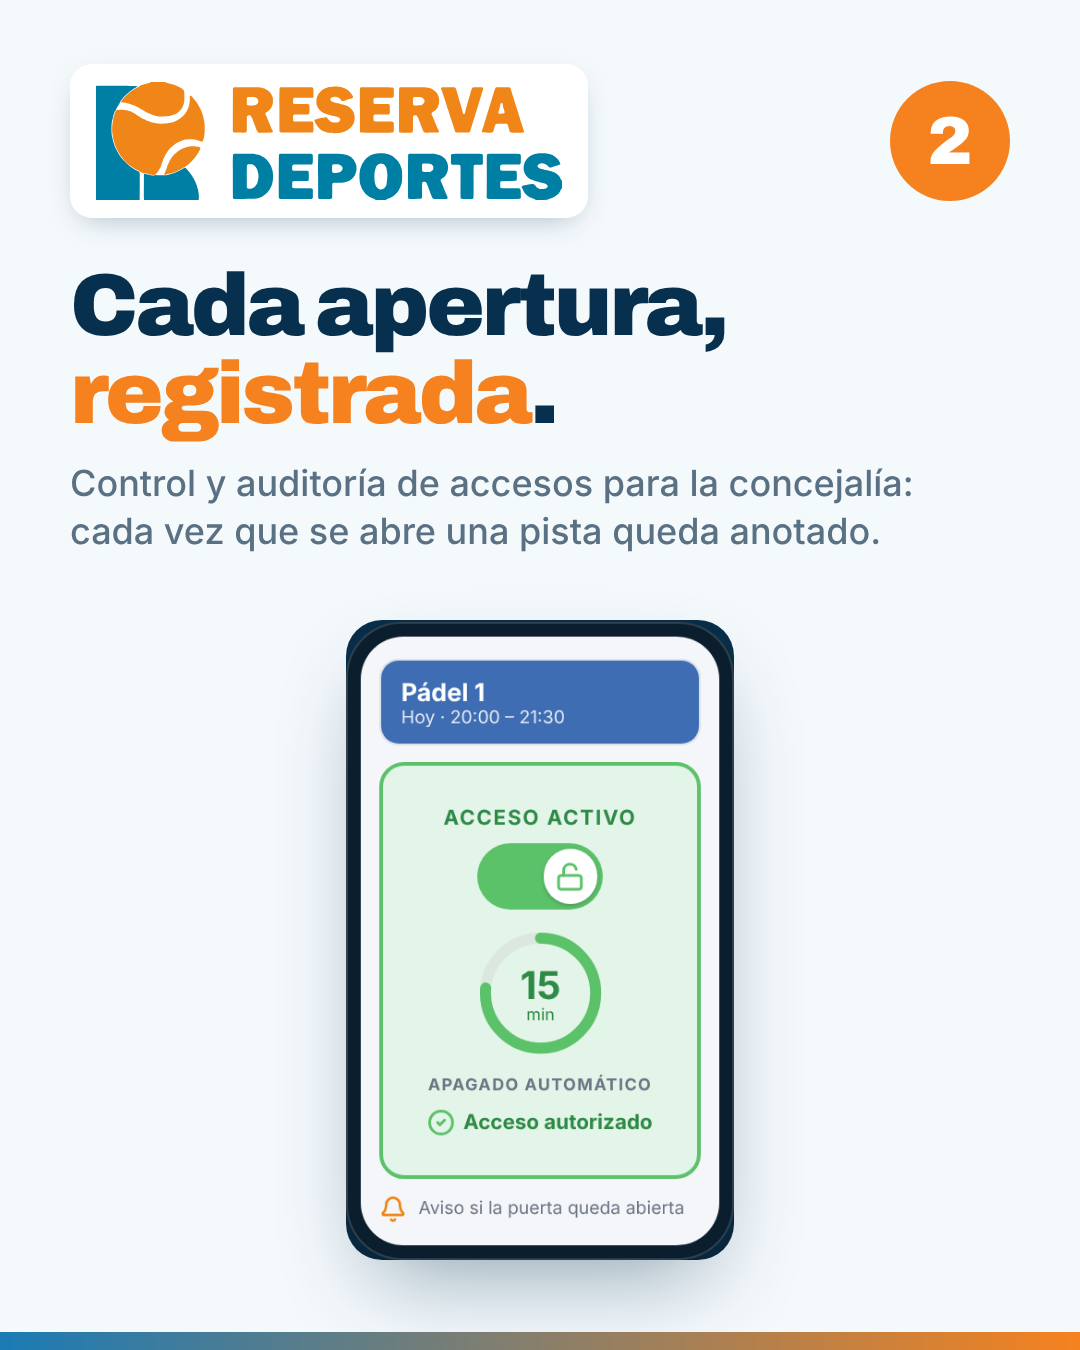 RESERVA
DEPORTES
2
Cada apertura,
registrada.
Control y auditoría de accesos para la concejalía:
cada vez que se abre una pista queda anotado.
Pádel 1
Hoy · 20:00 – 21:30
ACCESO ACTIVO
15
min
APAGADO AUTOMÁTICO
Acceso autorizado
Aviso si la puerta queda abierta